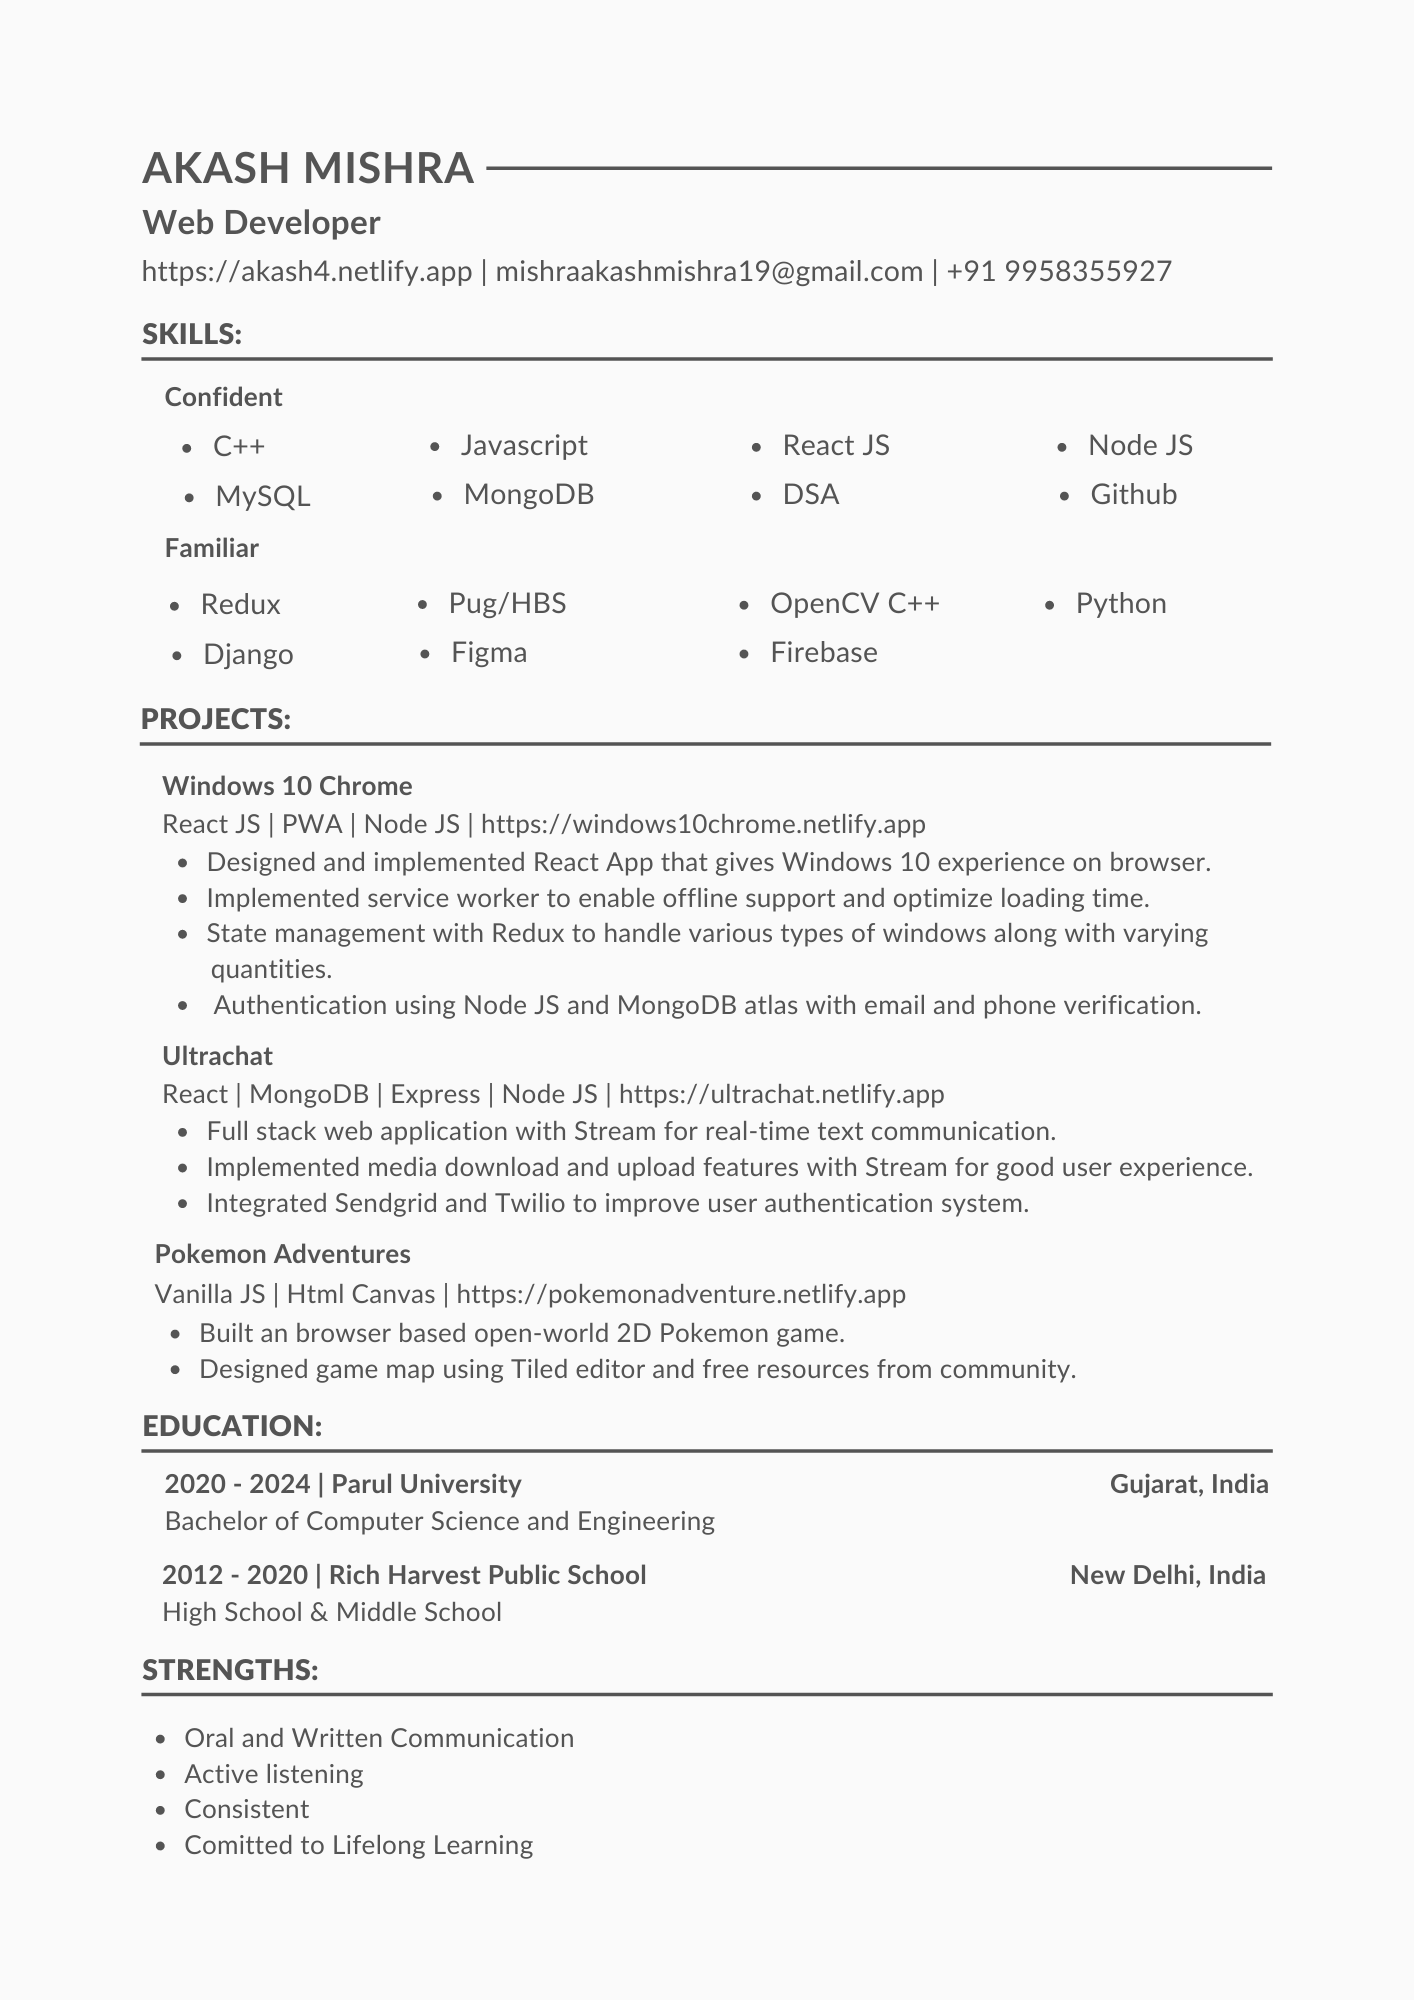 AKASH MISHRA
Web Developer
https://akash4.netlify.app | mishraakashmishra19@gmail.com | +91 9958355927
SKILLS:
Confident
• C++ • Javascript • React JS • Node JS
• MySQL • MongoDB • DSA • Github
Familiar
• Redux • Pug/HBS • OpenCV C++ • Python
• Django • Figma • Firebase
PROJECTS:
Windows 10 Chrome
React JS | PWA | Node JS | https://windows10chrome.netlify.app
• Designed and implemented React App that gives Windows 10 experience on browser.
• Implemented service worker to enable offline support and optimize loading time.
• State management with Redux to handle various types of windows along with varying
quantities.
• Authentication using Node JS and MongoDB atlas with email and phone verification.
Ultrachat
React | MongoDB | Express | Node JS | https://ultrachat.netlify.app
• Full stack web application with Stream for real-time text communication.
• Implemented media download and upload features with Stream for good user experience.
• Integrated Sendgrid and Twilio to improve user authentication system.
Pokemon Adventures
Vanilla JS | Html Canvas | https://pokemonadventure.netlify.app
• Built an browser based open-world 2D Pokemon game.
• Designed game map using Tiled editor and free resources from community.
EDUCATION:
2020 - 2024 | Parul University Gujarat, India
Bachelor of Computer Science and Engineering
2012 - 2020 | Rich Harvest Public School New Delhi, India
High School & Middle School
STRENGTHS:
• Oral and Written Communication
• Active listening
• Consistent
• Comitted to Lifelong Learning